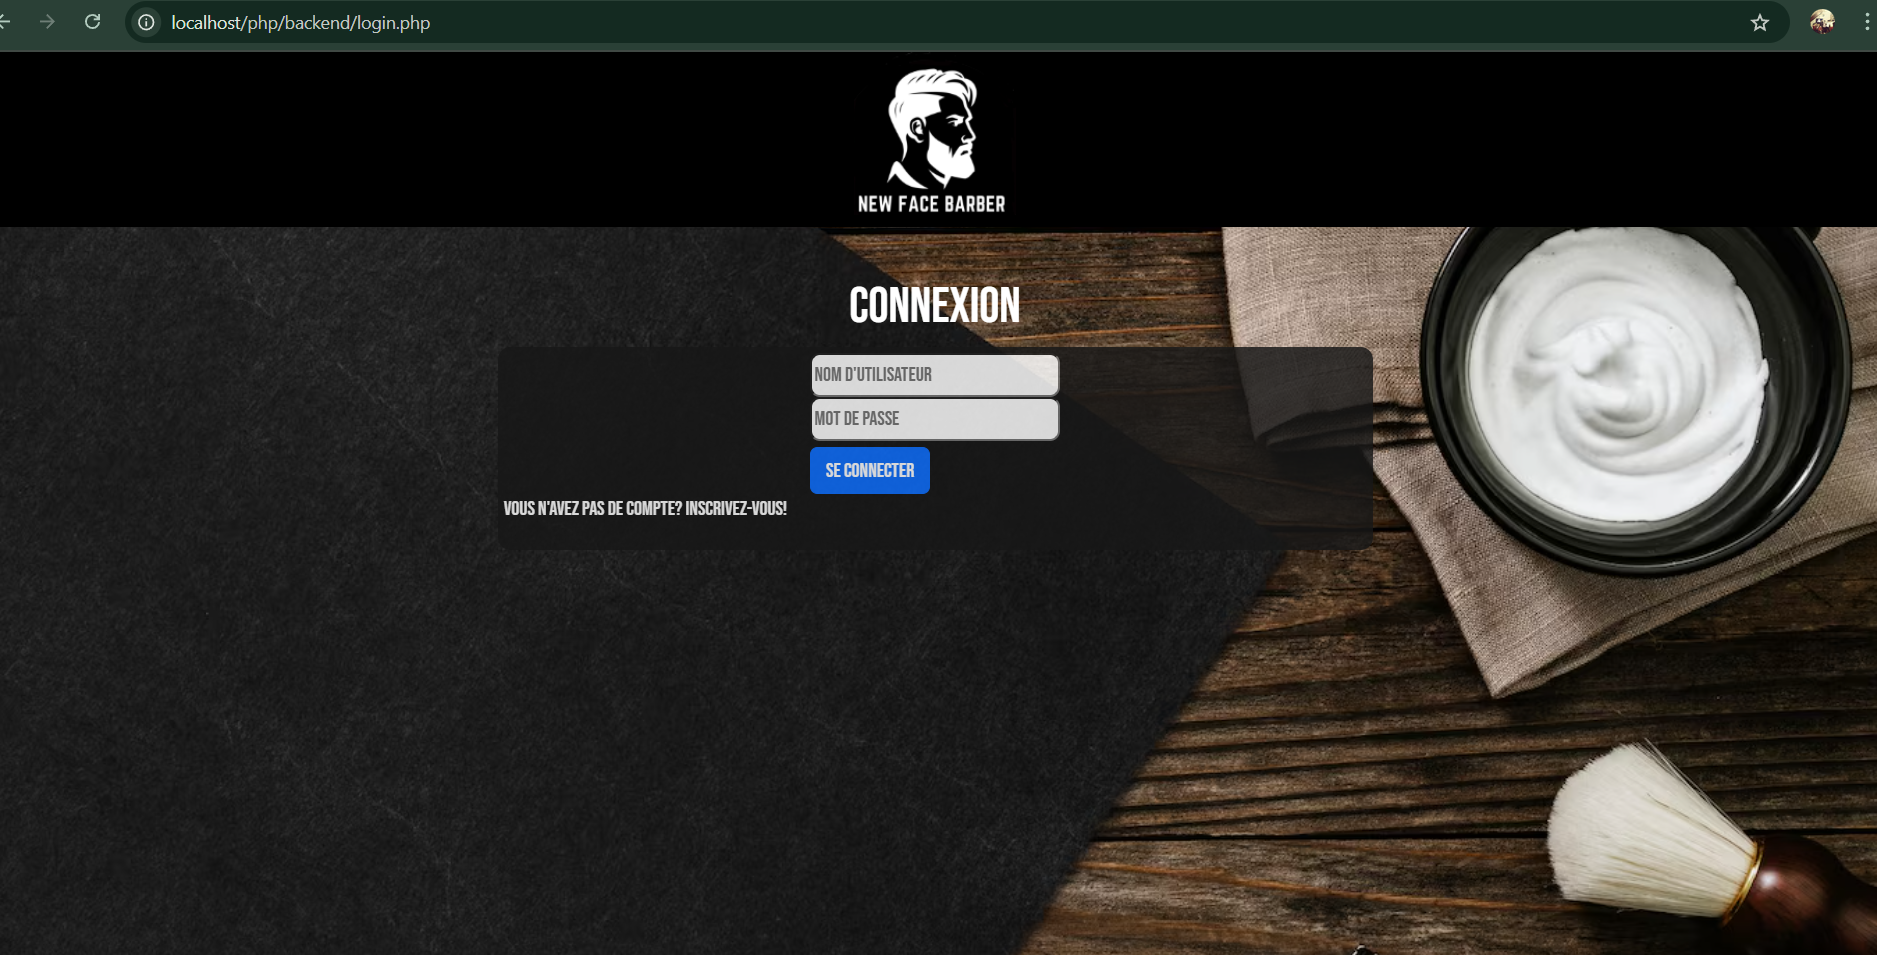 localhost/php/backend/login.php
NEW FACE BARBER
CONNEXION
NOM D'UTILISATEUR
MOT DE PASSE
SE CONNECTER
VOUS N'AVEZ PAS DE COMPTE? INSCRIVEZ-VOUS!